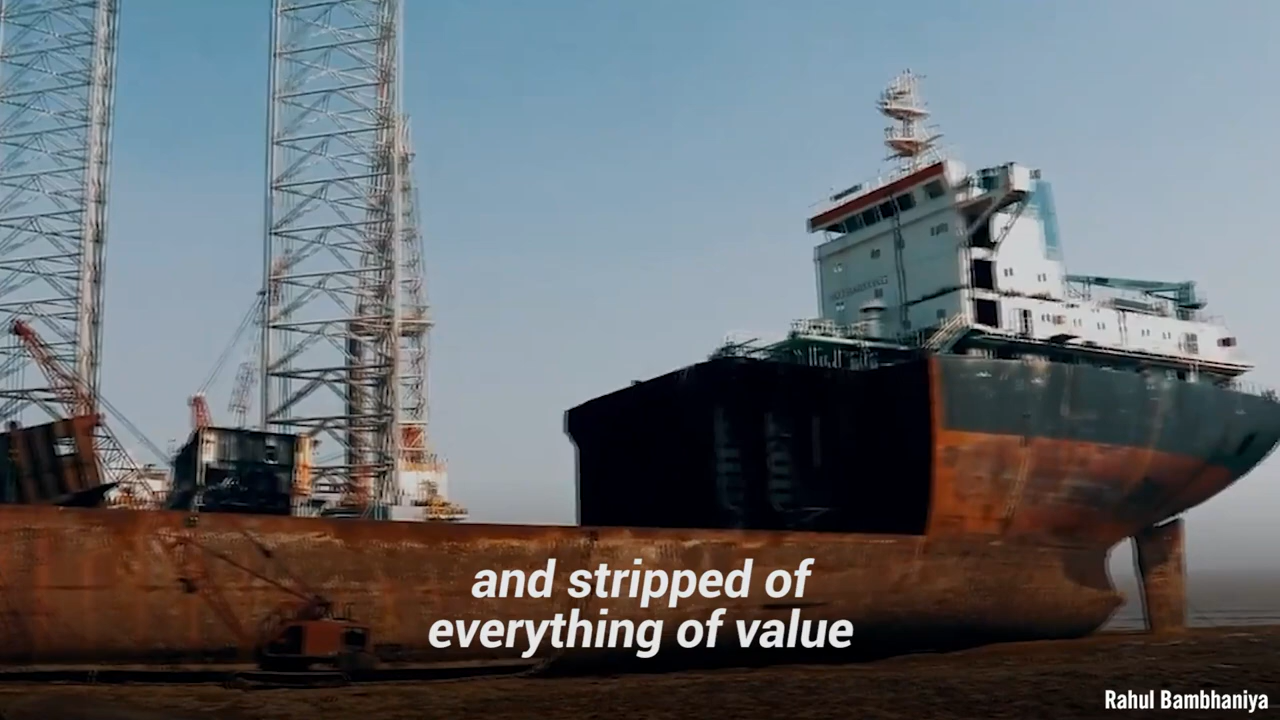 and stripped of
everything of value
Rahul Bambhaniya